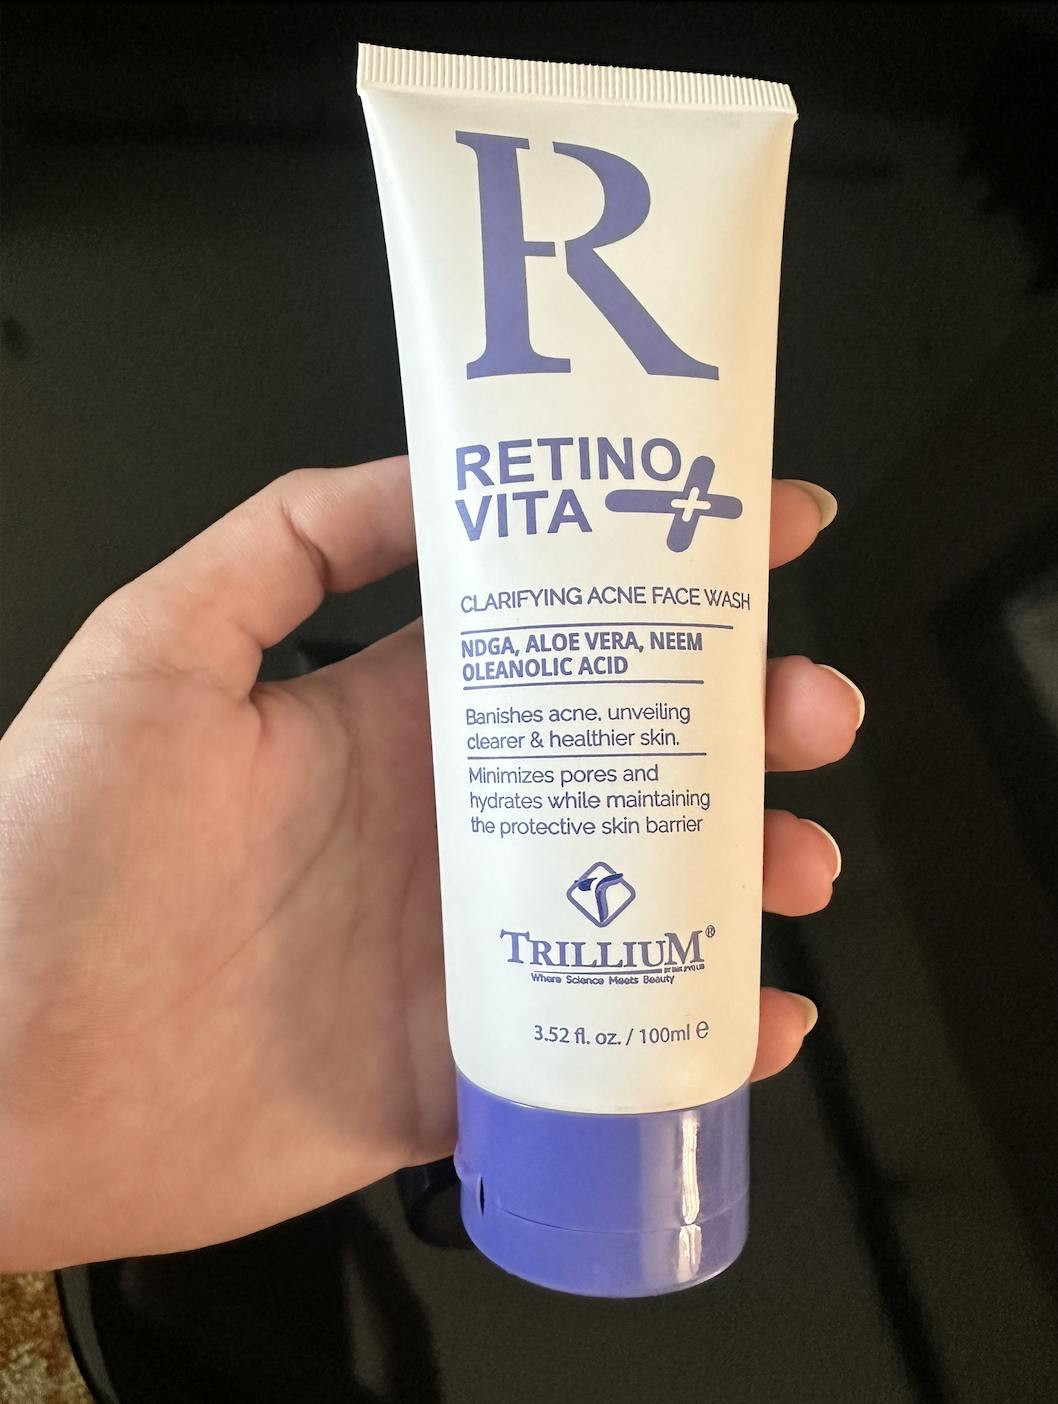 R
RETINO
VITA +
CLARIFYING ACNE FACE WASH
NDGA, ALOE VERA, NEEM
OLEANOLIC ACID
Banishes acne, unveiling
clearer & healthier skin.
Minimizes pores and
hydrates while maintaining
the protective skin barrier
TRILLIUM®
Where Science Meets Beauty
3.52 fl. oz. / 100ml ℮